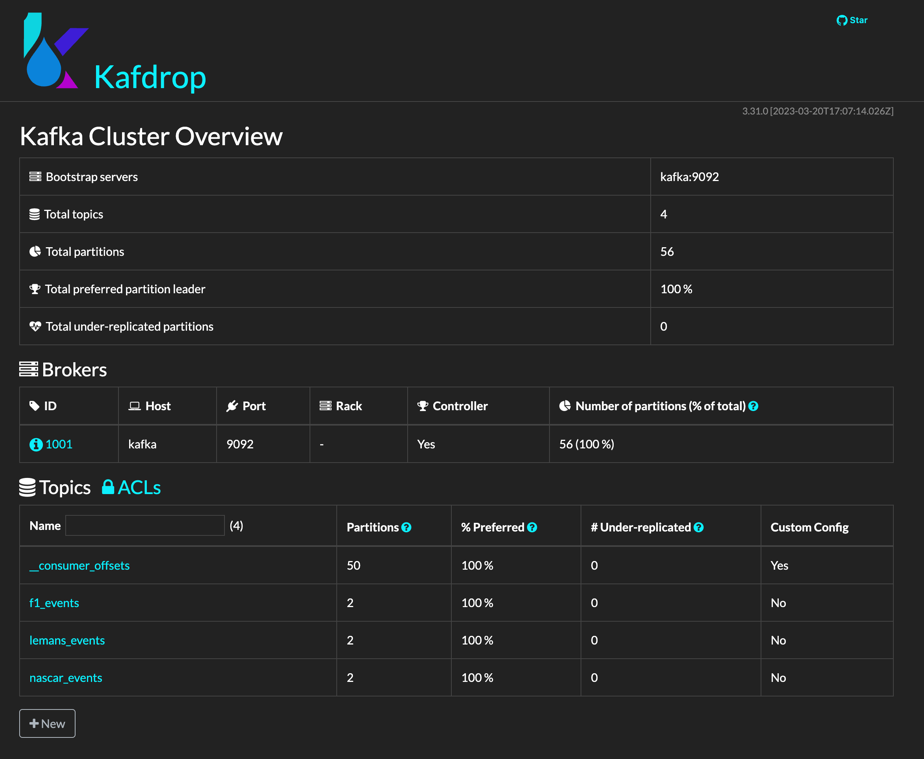 Star
Kafdrop
3.31.0 [2023-03-20T17:07:14.026Z]
Kafka Cluster Overview
Bootstrap servers kafka:9092
Total topics 4
Total partitions 56
Total preferred partition leader 100 %
Total under-replicated partitions 0
Brokers
ID Host Port Rack Controller Number of partitions (% of total)
1001 kafka 9092 - Yes 56 (100 %)
Topics ACLs
Name (4) Partitions % Preferred # Under-replicated Custom Config
__consumer_offsets 50 100 % 0 Yes
f1_events 2 100 % 0 No
lemans_events 2 100 % 0 No
nascar_events 2 100 % 0 No
New